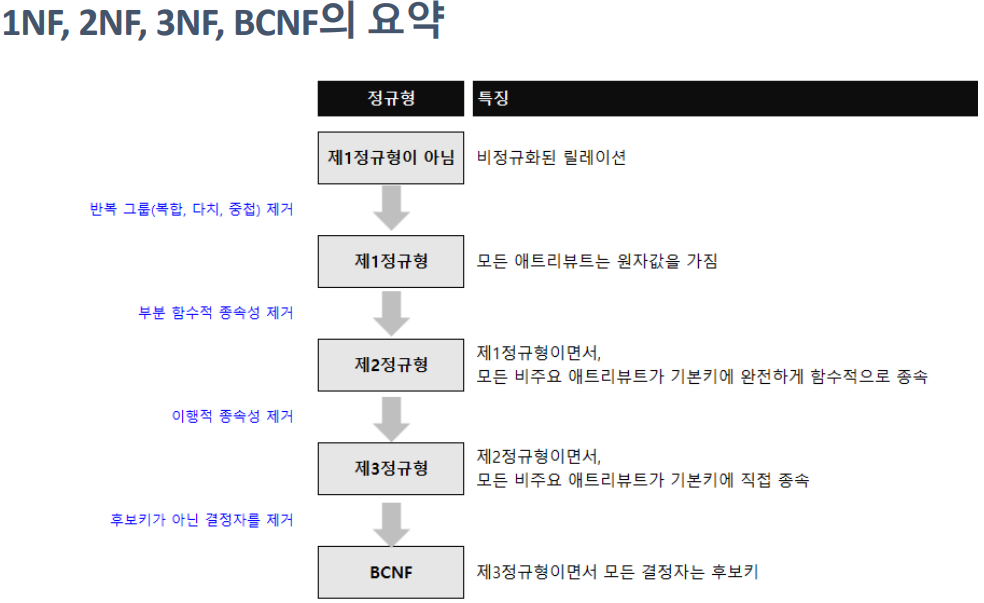 1NF, 2NF, 3NF, BCNF의 요약
정규형 특징
제1정규형이 아님 비정규화된 릴레이션
반복 그룹(복합, 다치, 중첩) 제거
제1정규형 모든 애트리뷰트는 원자값을 가짐
부분 함수적 종속성 제거
제2정규형 제1정규형이면서,
모든 비주요 애트리뷰트가 기본키에 완전하게 함수적으로 종속
이행적 종속성 제거
제3정규형 제2정규형이면서,
모든 비주요 애트리뷰트가 기본키에 직접 종속
후보키가 아닌 결정자를 제거
BCNF 제3정규형이면서 모든 결정자는 후보키